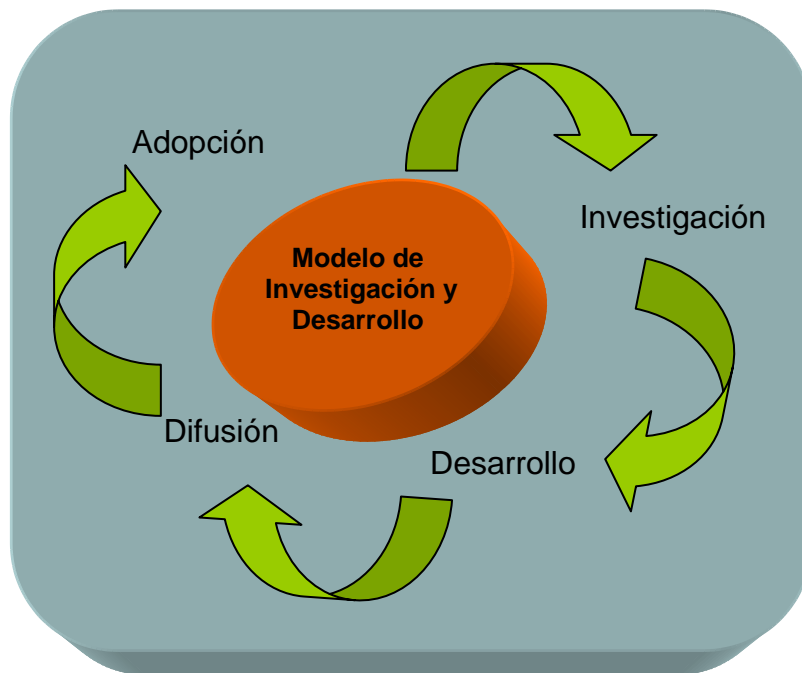 Adopción
Investigación
Modelo de
Investigación y
Desarrollo
Difusión
Desarrollo